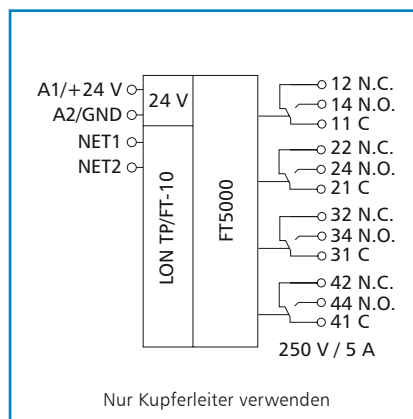 A1/+24 V
A2/GND
NET1
NET2
24 V
LON TP/FT-10
FT5000
12 N.C.
14 N.O.
11 C
22 N.C.
24 N.O.
21 C
32 N.C.
34 N.O.
31 C
42 N.C.
44 N.O.
41 C
250 V / 5 A
Nur Kupferleiter verwenden